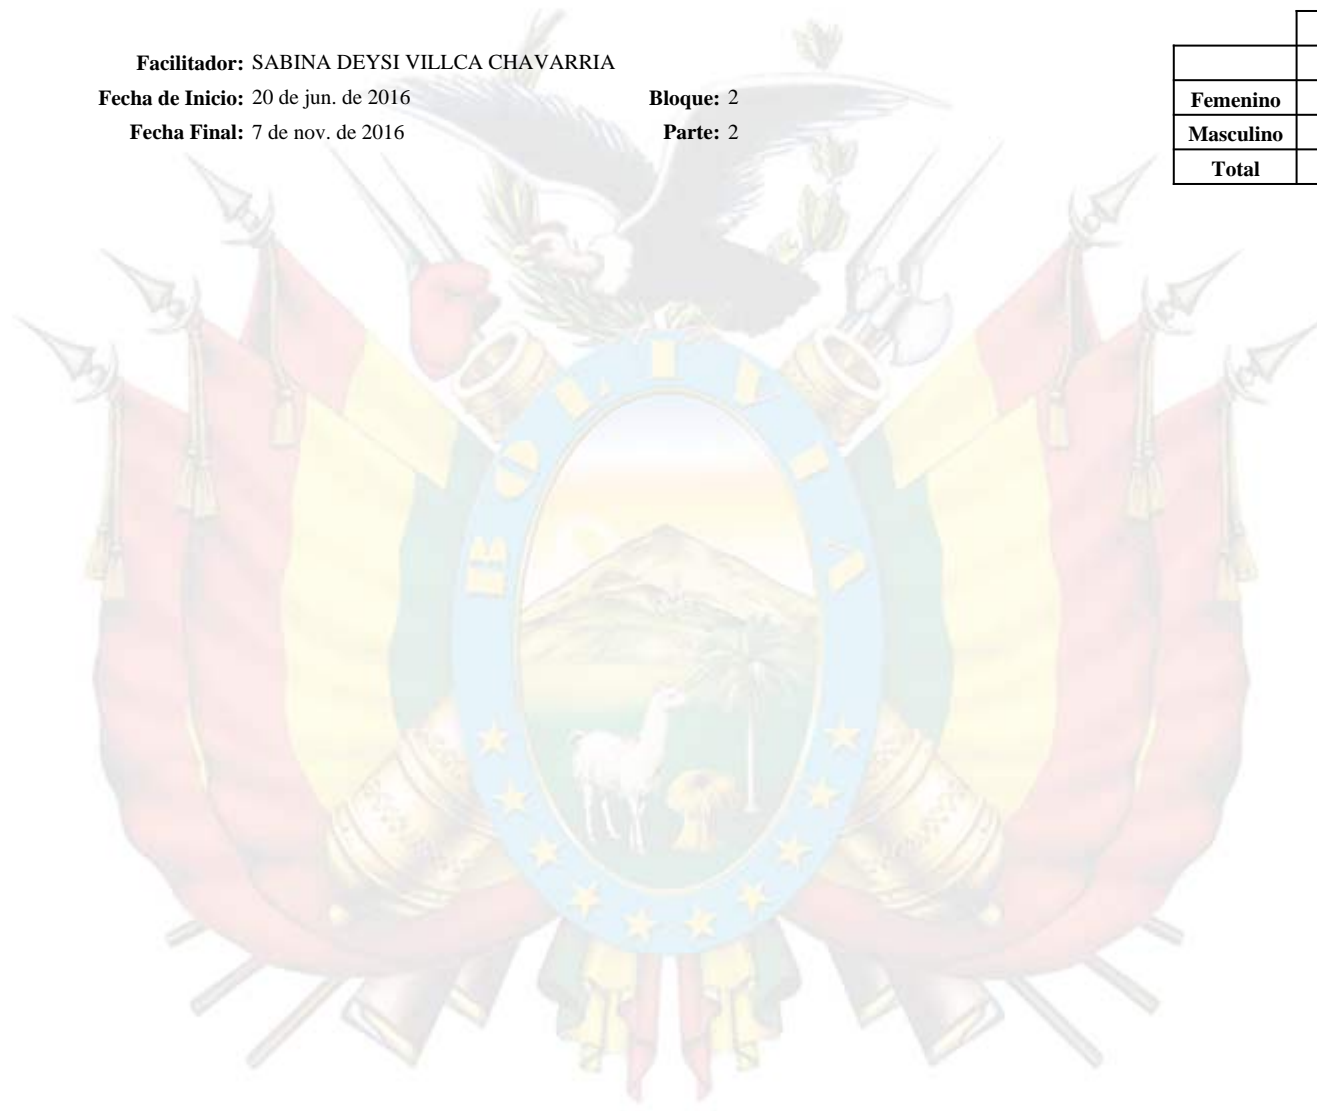 Facilitador: SABINA DEYSI VILLCA CHAVARRIA
Fecha de Inicio: 20 de jun. de 2016 Bloque: 2
Fecha Final: 7 de nov. de 2016 Parte: 2
Femenino
Masculino
Total
BOLIVIA